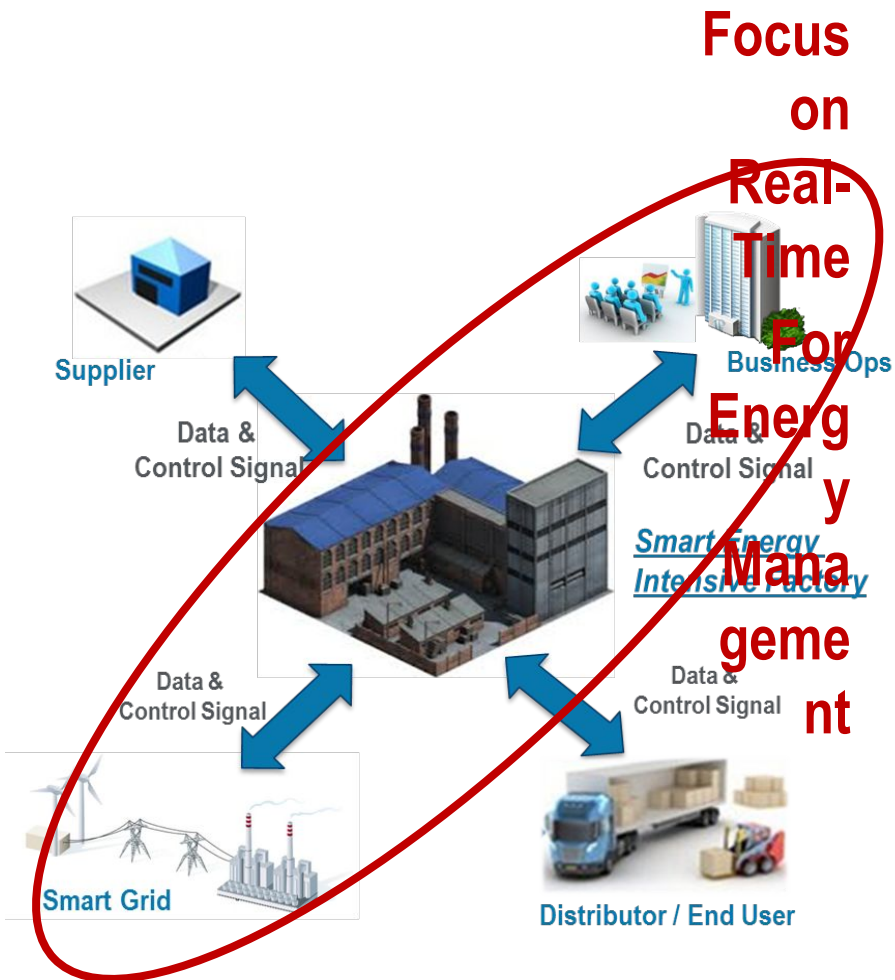 Focus
on
Real-
Time
For
Energ
y
Mana
geme
nt
Supplier
Business Ops
Data &
Control Signal
Data &
Control Signal
Smart Energy
Intensive Factory
Data &
Control Signal
Data &
Control Signal
Smart Grid
Distributor / End User